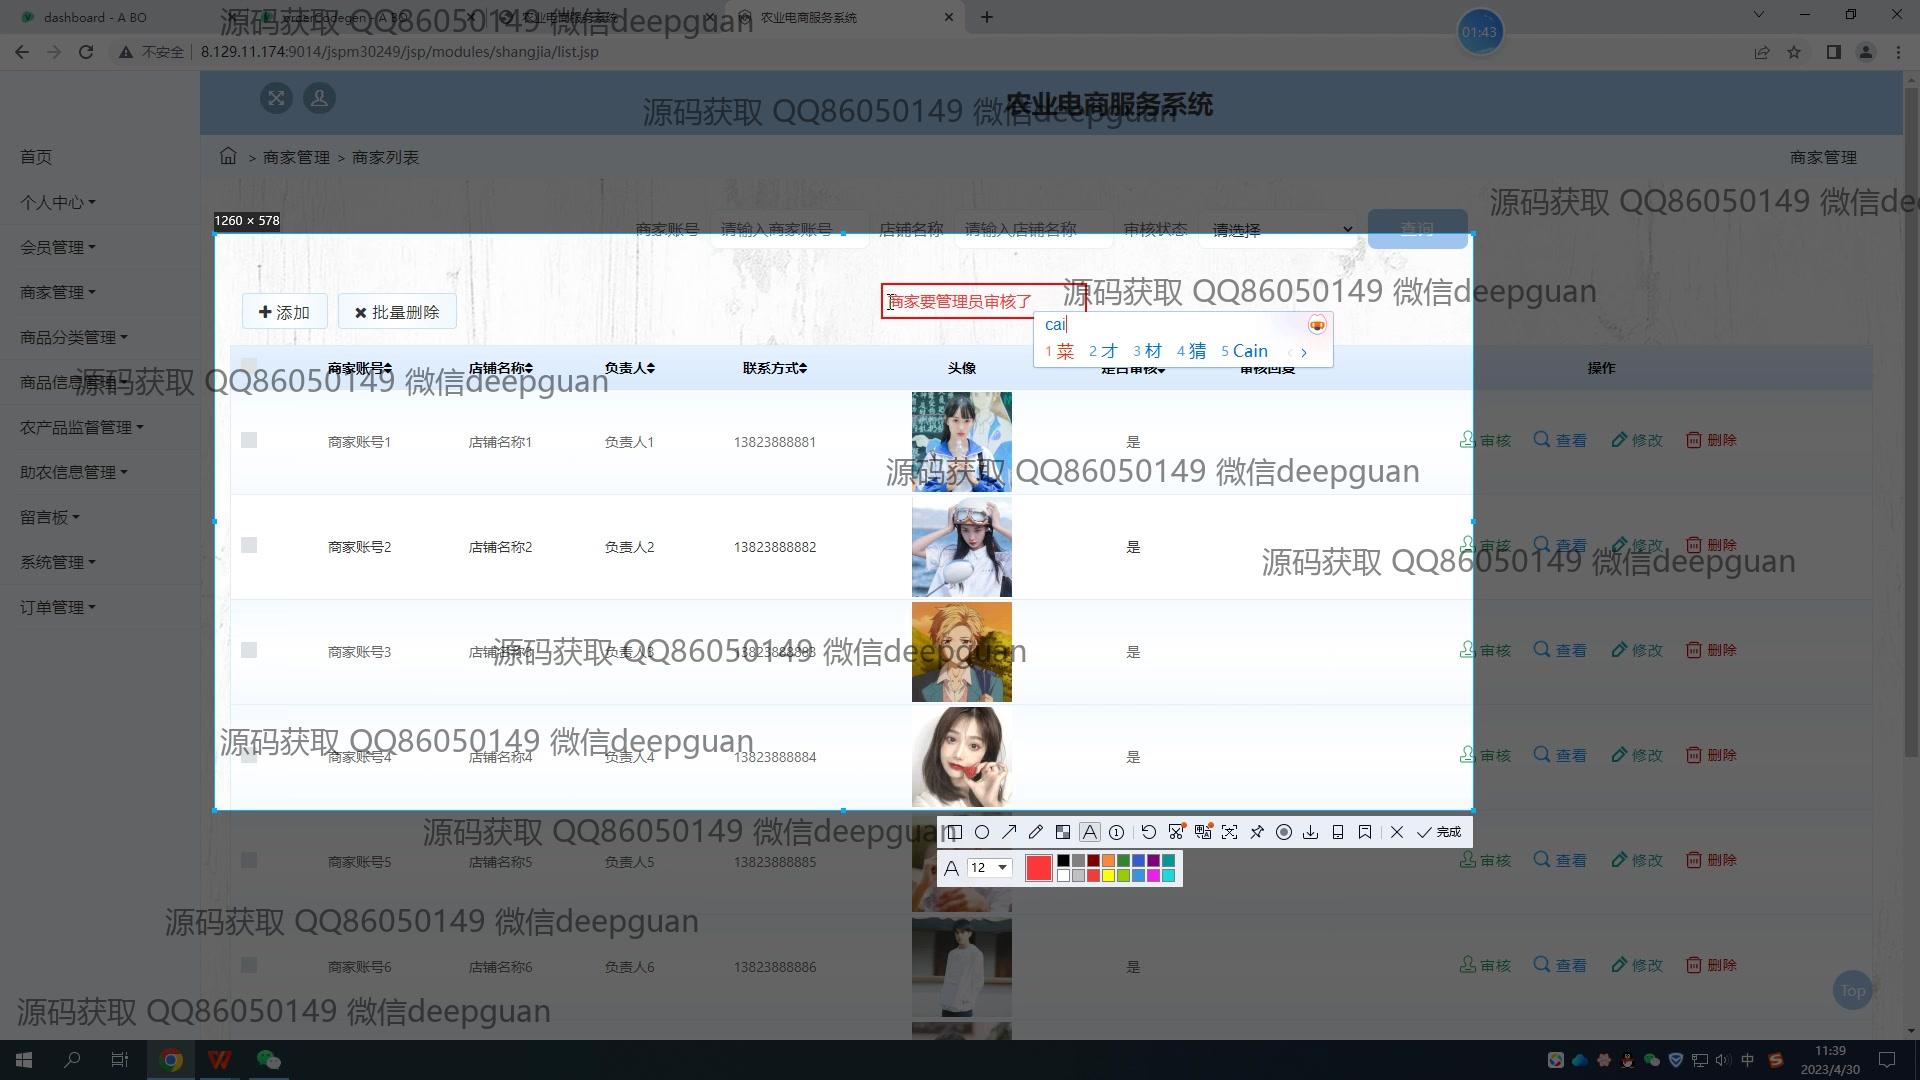 dashboard - A BO
ordercodegen - A BO
农业电商服务系统
农业电商服务系统
01:43
不安全
8.129.11.174:9014/jspm30249/jsp/modules/shangjia/list.jsp
源码获取 QQ86050149 微信deepguan
农业电商服务系统
源码获取 QQ86050149 微信deepguan
首页
个人中心
会员管理
商家管理
商品分类管理
商品信息管理
农产品监督管理
助农信息管理
留言板
系统管理
订单管理
> 商家管理 > 商家列表
商家管理
源码获取 QQ86050149 微信de
1260 × 578
商家账号 请输入商家账号 店铺名称 请输入店铺名称 审核状态 请选择 查询
添加 批量删除
商家要管理员审核了
源码获取 QQ86050149 微信deepguan
cai
1 菜 2 才 3 材 4 猜 5 Cain
商家账号 店铺名称 负责人 联系方式 头像 是否审核 审核回复 操作
源码获取 QQ86050149 微信deepguan
商家账号1 店铺名称1 负责人1 13823888881 是 审核 查看 修改 删除
源码获取 QQ86050149 微信deepguan
商家账号2 店铺名称2 负责人2 13823888882 是 审核 查看 修改 删除
源码获取 QQ86050149 微信deepguan
商家账号3 店铺名称3 负责人3 13823888883 是 审核 查看 修改 删除
源码获取 QQ86050149 微信deepguan
商家账号4 店铺名称4 负责人4 13823888884 是 审核 查看 修改 删除
源码获取 QQ86050149 微信deepguan
完成
A 12
商家账号5 店铺名称5 负责人5 13823888885 审核 查看 修改 删除
源码获取 QQ86050149 微信deepguan
源码获取 QQ86050149 微信deepguan
商家账号6 店铺名称6 负责人6 13823888886 是 审核 查看 修改 删除
Top
源码获取 QQ86050149 微信deepguan
中
11:39
2023/4/30